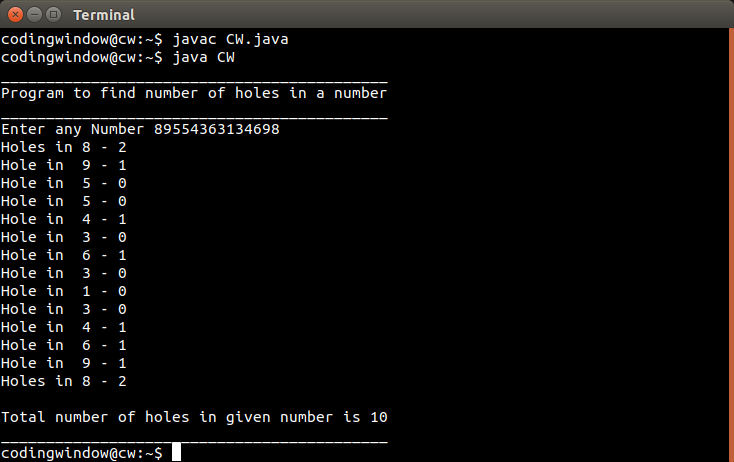 Terminal
codingwindow@cw:~$ javac CW.java
codingwindow@cw:~$ java CW
___________________________________________
Program to find number of holes in a number
___________________________________________
Enter any Number 89554363134698
Holes in 8 - 2
Hole in  9 - 1
Hole in  5 - 0
Hole in  5 - 0
Hole in  4 - 1
Hole in  3 - 0
Hole in  6 - 1
Hole in  3 - 0
Hole in  1 - 0
Hole in  3 - 0
Hole in  4 - 1
Hole in  6 - 1
Hole in  9 - 1
Holes in 8 - 2
Total number of holes in given number is 10
___________________________________________
codingwindow@cw:~$